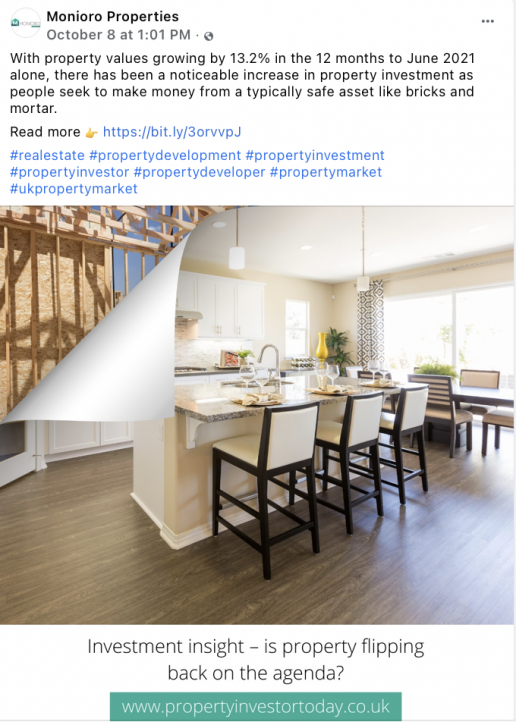 Monioro Properties
October 8 at 1:01 PM ·
With property values growing by 13.2% in the 12 months to June 2021
alone, there has been a noticeable increase in property investment as
people seek to make money from a typically safe asset like bricks and
mortar.
Read more 👉 https://bit.ly/3orvvpJ
#realestate #propertydevelopment #propertyinvestment
#propertyinvestor #propertydeveloper #propertymarket
#ukpropertymarket
Investment insight – is property flipping
back on the agenda?
www.propertyinvestortoday.co.uk